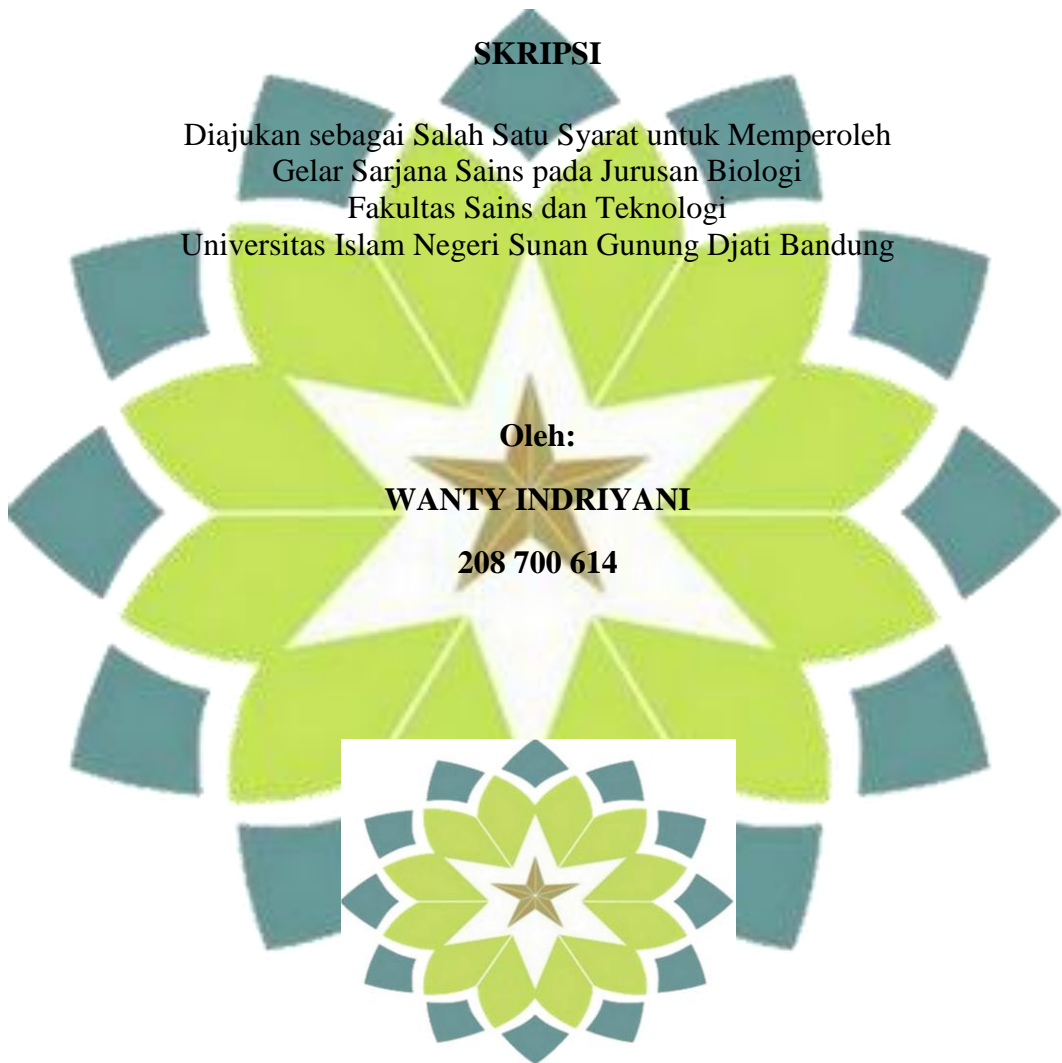 SKRIPSI
Diajukan sebagai Salah Satu Syarat untuk Memperoleh
Gelar Sarjana Sains pada Jurusan Biologi
Fakultas Sains dan Teknologi
Universitas Islam Negeri Sunan Gunung Djati Bandung
Oleh:
WANTY INDRIYANI
208 700 614